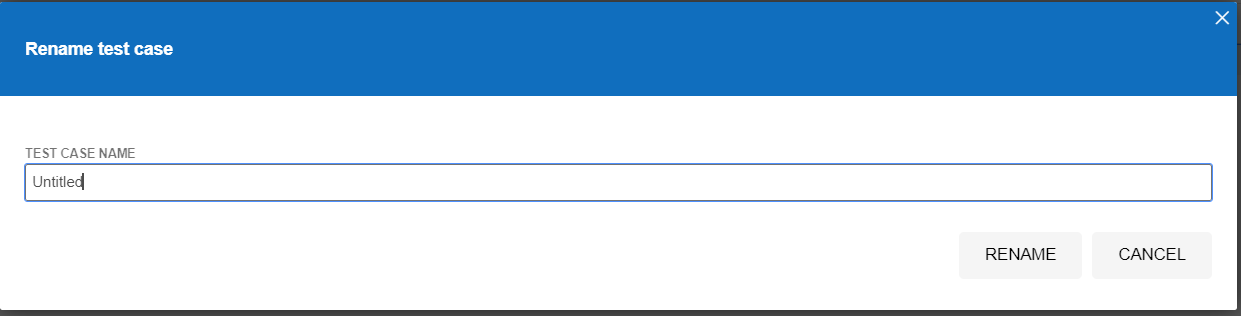 Rename test case
TEST CASE NAME
Untitled
RENAME
CANCEL